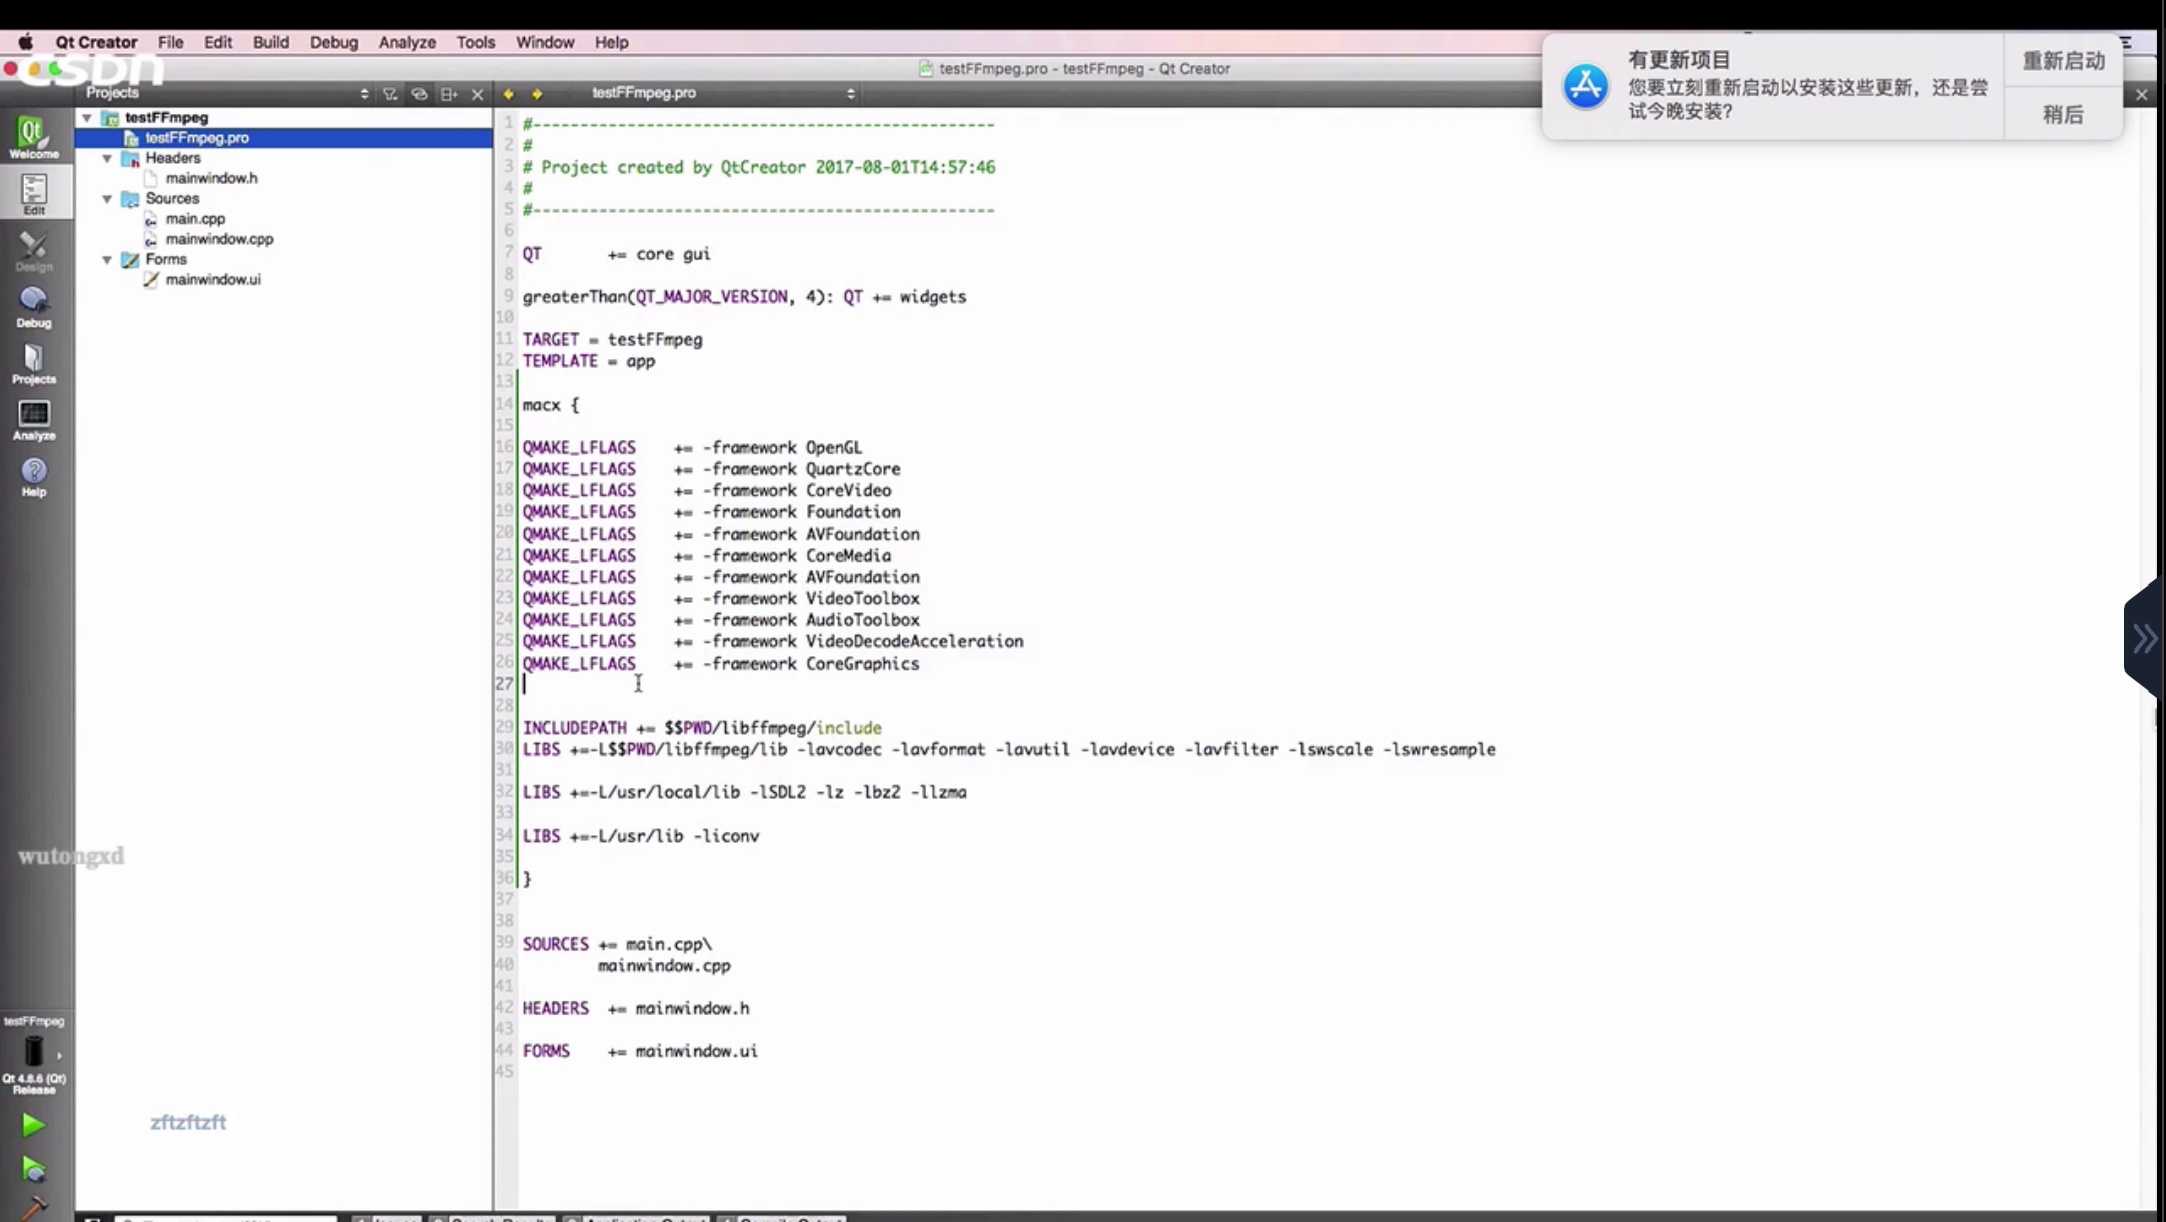 Qt Creator File Edit Build Debug Analyze Tools Window Help
csdn
testFFmpeg.pro - testFFmpeg - Qt Creator
有更新项目
您要立刻重新启动以安装这些更新，还是尝
试今晚安装？
重新启动
稍后
Projects
testFFmpeg.pro
Welcome
Edit
Design
Debug
Projects
Analyze
Help
testFFmpeg
testFFmpeg.pro
Headers
mainwindow.h
Sources
main.cpp
mainwindow.cpp
Forms
mainwindow.ui
1 #-------------------------------------------------
2 #
3 # Project created by QtCreator 2017-08-01T14:57:46
4 #
5 #-------------------------------------------------
6
7 QT += core gui
8
9 greaterThan(QT_MAJOR_VERSION, 4): QT += widgets
10
11 TARGET = testFFmpeg
12 TEMPLATE = app
13
14 macx {
15
16 QMAKE_LFLAGS += -framework OpenGL
17 QMAKE_LFLAGS += -framework QuartzCore
18 QMAKE_LFLAGS += -framework CoreVideo
19 QMAKE_LFLAGS += -framework Foundation
20 QMAKE_LFLAGS += -framework AVFoundation
21 QMAKE_LFLAGS += -framework CoreMedia
22 QMAKE_LFLAGS += -framework AVFoundation
23 QMAKE_LFLAGS += -framework VideoToolbox
24 QMAKE_LFLAGS += -framework AudioToolbox
25 QMAKE_LFLAGS += -framework VideoDecodeAcceleration
26 QMAKE_LFLAGS += -framework CoreGraphics
27
28
29 INCLUDEPATH += $$PWD/libffmpeg/include
30 LIBS +=-L$$PWD/libffmpeg/lib -lavcodec -lavformat -lavutil -lavdevice -lavfilter -lswscale -lswresample
31
32 LIBS +=-L/usr/local/lib -lSDL2 -lz -lbz2 -llzma
33
34 LIBS +=-L/usr/lib -liconv
35
36 }
37
38
39 SOURCES += main.cpp\
40 mainwindow.cpp
41
42 HEADERS += mainwindow.h
43
44 FORMS += mainwindow.ui
45
wutongxd
testFFmpeg
Qt 4.8.6 (Qt)
Release
zftzftzft